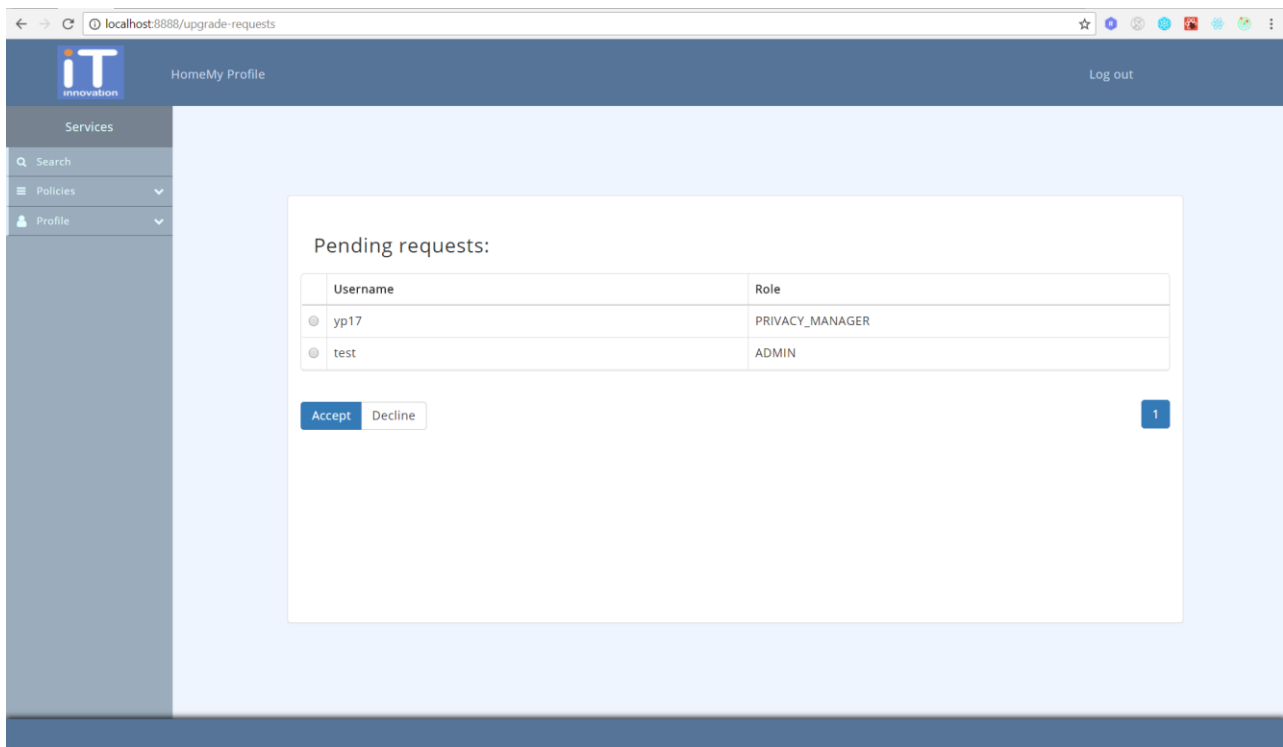 localhost:8888/upgrade-requests
iT
innovation
HomeMy Profile
Log out
Services
Search
Policies
Profile
Pending requests:
Username Role
yp17 PRIVACY_MANAGER
test ADMIN
Accept Decline 1